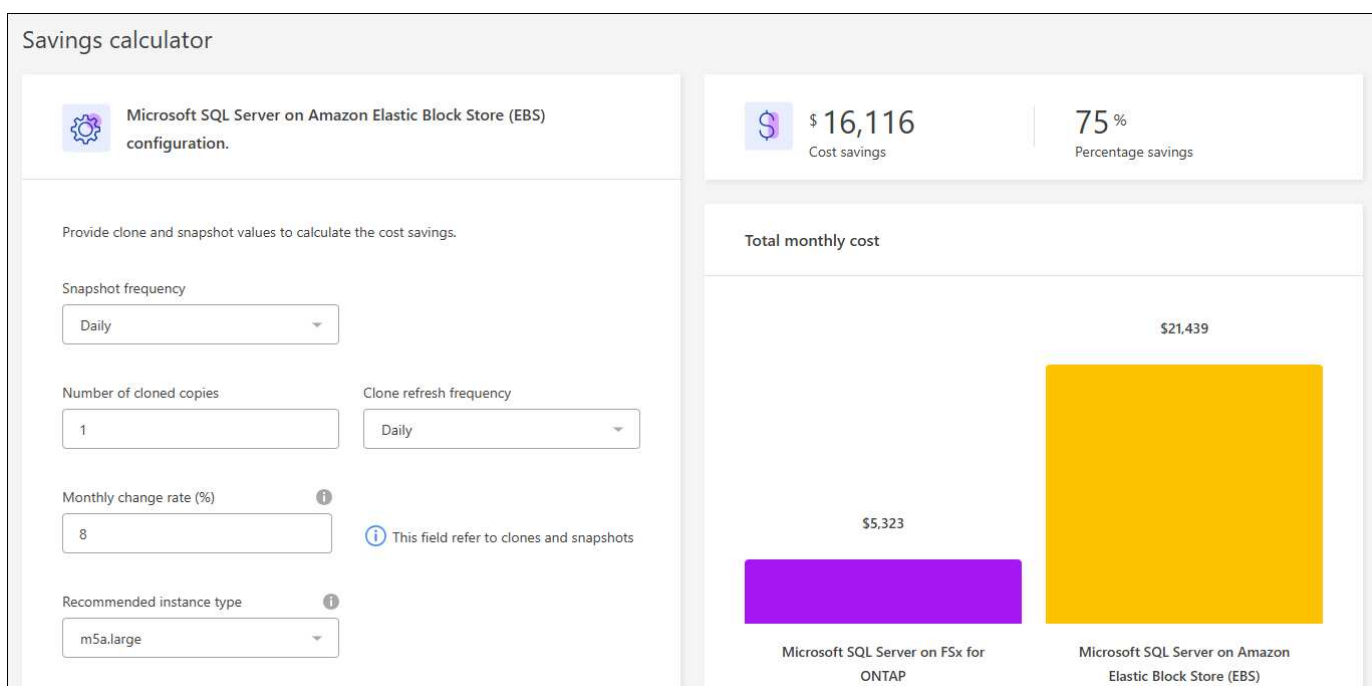 Savings calculator
Microsoft SQL Server on Amazon Elastic Block Store (EBS)
configuration.
Provide clone and snapshot values to calculate the cost savings.
Snapshot frequency
Daily
Number of cloned copies
Clone refresh frequency
1
Daily
Monthly change rate (%)
8
This field refer to clones and snapshots
Recommended instance type
m5a.large
$ 16,116
Cost savings
75 %
Percentage savings
Total monthly cost
$21,439
$5,323
Microsoft SQL Server on FSx for
ONTAP
Microsoft SQL Server on Amazon
Elastic Block Store (EBS)